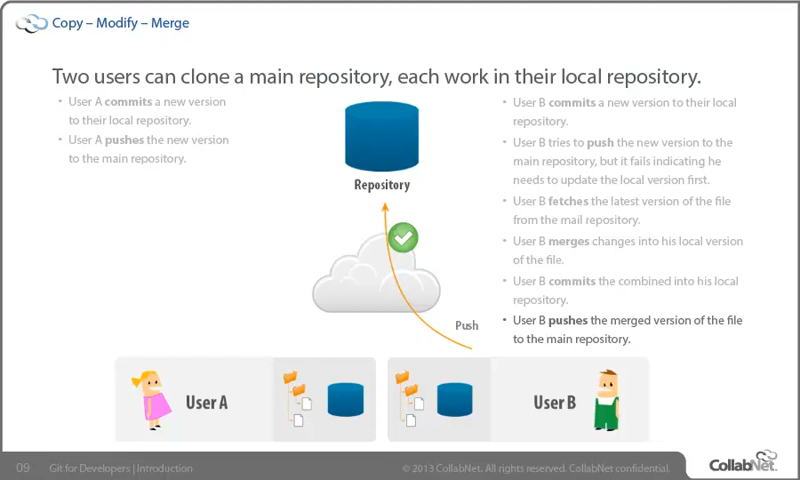 Copy – Modify – Merge
Two users can clone a main repository, each work in their local repository.
• User A commits a new version
to their local repository.
• User A pushes the new version
to the main repository.
Repository
• User B commits a new version to their local
repository.
• User B tries to push the new version to the
main repository, but it fails indicating he
needs to update the local version first.
• User B fetches the latest version of the file
from the mail repository.
• User B merges changes into his local version
of the file.
• User B commits the combined into his local
repository.
• User B pushes the merged version of the file
to the main repository.
Push
User A
User B
09 Git for Developers | Introduction
© 2013 CollabNet. All rights reserved. CollabNet confidential.
CollabNet.